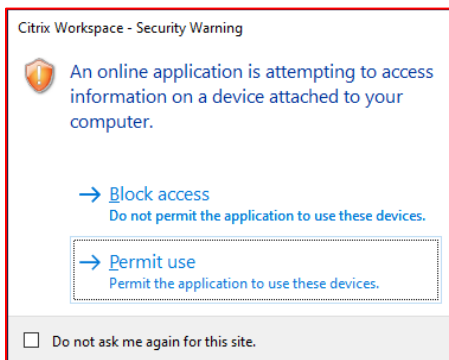 Citrix Workspace - Security Warning
An online application is attempting to access
information on a device attached to your
computer.
Block access
Do not permit the application to use these devices.
Permit use
Permit the application to use these devices.
Do not ask me again for this site.